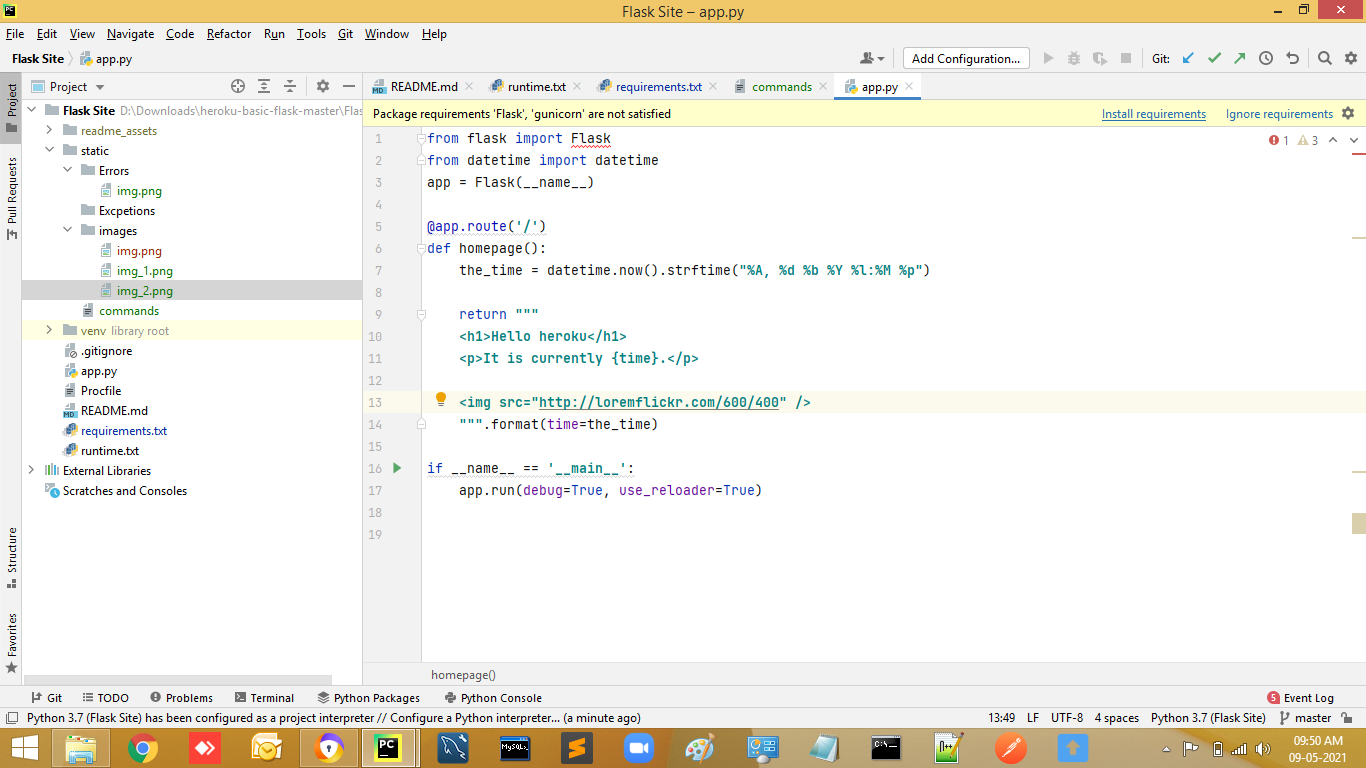 Flask Site – app.py
File Edit View Navigate Code Refactor Run Tools Git Window Help
Flask Site app.py Add Configuration... Git:
Project README.md runtime.txt requirements.txt commands app.py
Package requirements 'Flask', 'gunicorn' are not satisfied Install requirements Ignore requirements
Project
Pull Requests
Structure
Favorites
Flask Site D:\Downloads\heroku-basic-flask-master\Flas
readme_assets
static
Errors
img.png
Excpetions
images
img.png
img_1.png
img_2.png
commands
venv library root
.gitignore
app.py
Procfile
README.md
requirements.txt
runtime.txt
External Libraries
Scratches and Consoles
1 from flask import Flask
2 from datetime import datetime
3 app = Flask(__name__)
4
5 @app.route('/')
6 def homepage():
7 the_time = datetime.now().strftime("%A, %d %b %Y %l:%M %p")
8
9 return """
10 <h1>Hello heroku</h1>
11 <p>It is currently {time}.</p>
12
13 <img src="http://loremflickr.com/600/400" />
14 """.format(time=the_time)
15
16 if __name__ == '__main__':
17 app.run(debug=True, use_reloader=True)
18
19
1 3
homepage()
Git TODO Problems Terminal Python Packages Python Console 5 Event Log
Python 3.7 (Flask Site) has been configured as a project interpreter // Configure a Python interpreter... (a minute ago) 13:49 LF UTF-8 4 spaces Python 3.7 (Flask Site) master
PC MySQL C:\ 09:50 AM
09-05-2021